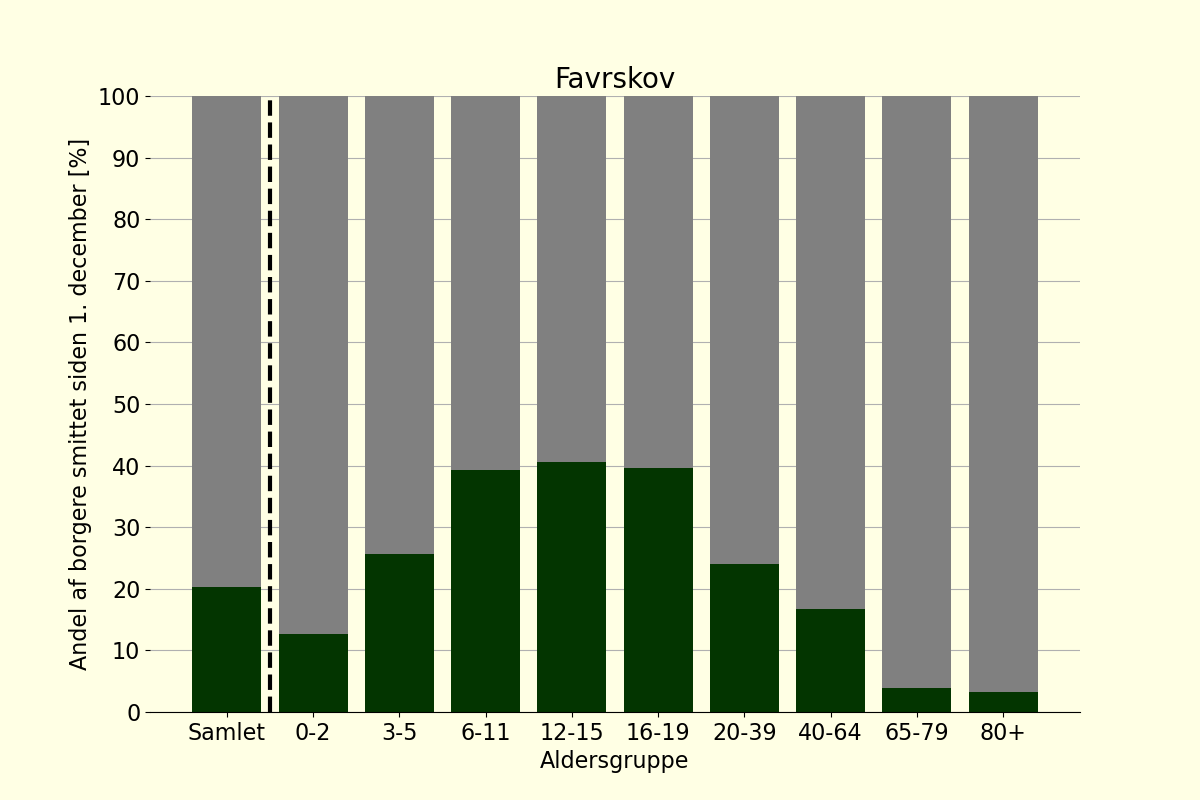 Favrskov
Andel af borgere smittet siden 1. december [%]
100
90
80
70
60
50
40
30
20
10
0
Samlet 0-2 3-5 6-11 12-15 16-19 20-39 40-64 65-79 80+
Aldersgruppe